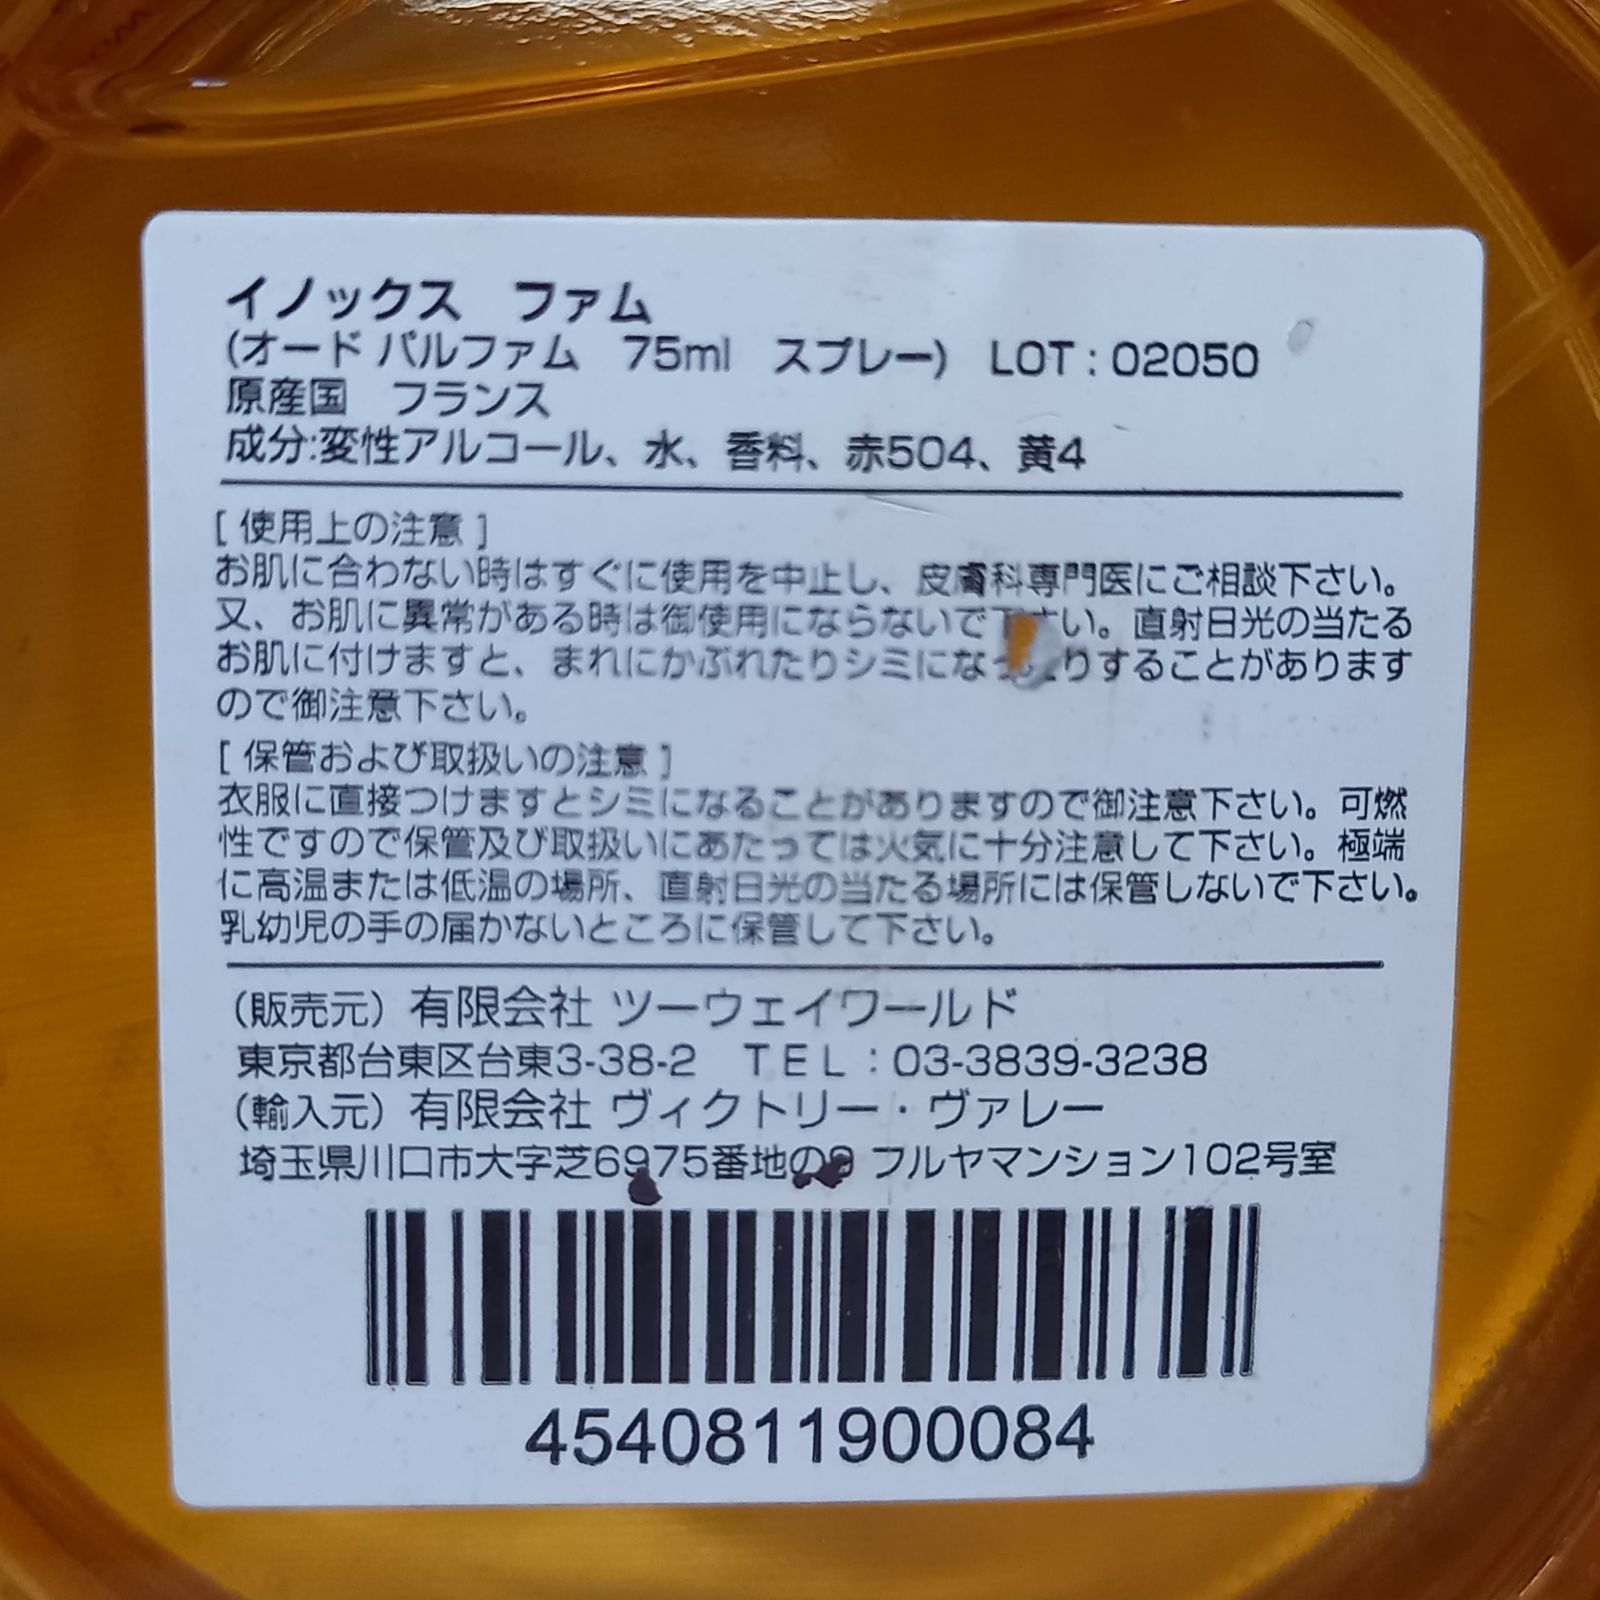 イノックス　ファム
(オード パルファム　75ml　スプレー)　LOT : 02050
原産国　フランス
成分:変性アルコール、水、香料、赤504、黄4
[ 使用上の注意 ]
お肌に合わない時はすぐに使用を中止し、皮膚科専門医にご相談下さい。
又、お肌に異常がある時は御使用にならないで下さい。直射日光の当たる
お肌に付けますと、まれにかぶれたりシミになったりすることがあります
ので御注意下さい。
[ 保管および取扱いの注意 ]
衣服に直接つけますとシミになることがありますので御注意下さい。可燃
性ですので保管及び取扱いにあたっては火気に十分注意して下さい。極端
に高温または低温の場所、直射日光の当たる場所には保管しないで下さい。
乳幼児の手の届かないところに保管して下さい。
(販売元) 有限会社 ツーウェイワールド
東京都台東区台東3-38-2　TEL : 03-3839-3238
(輸入元) 有限会社 ヴィクトリー・ヴァレー
埼玉県川口市大字芝6975番地の9 フルヤマンション102号室
4540811900084